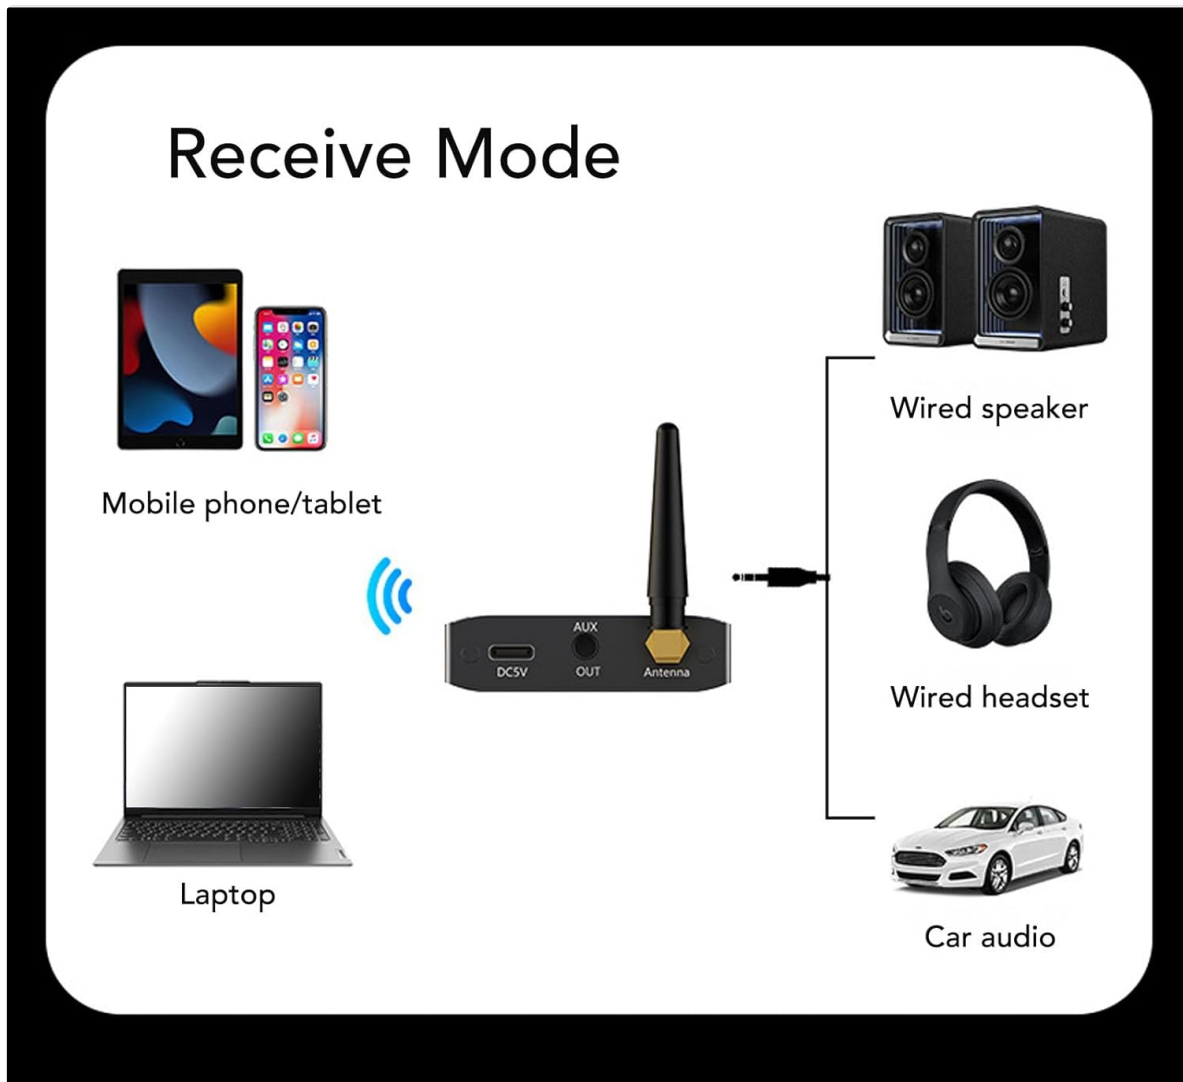 Receive Mode
Mobile phone/tablet
Wired speaker
AUX
DC5V
OUT
Antenna
Wired headset
Laptop
Car audio